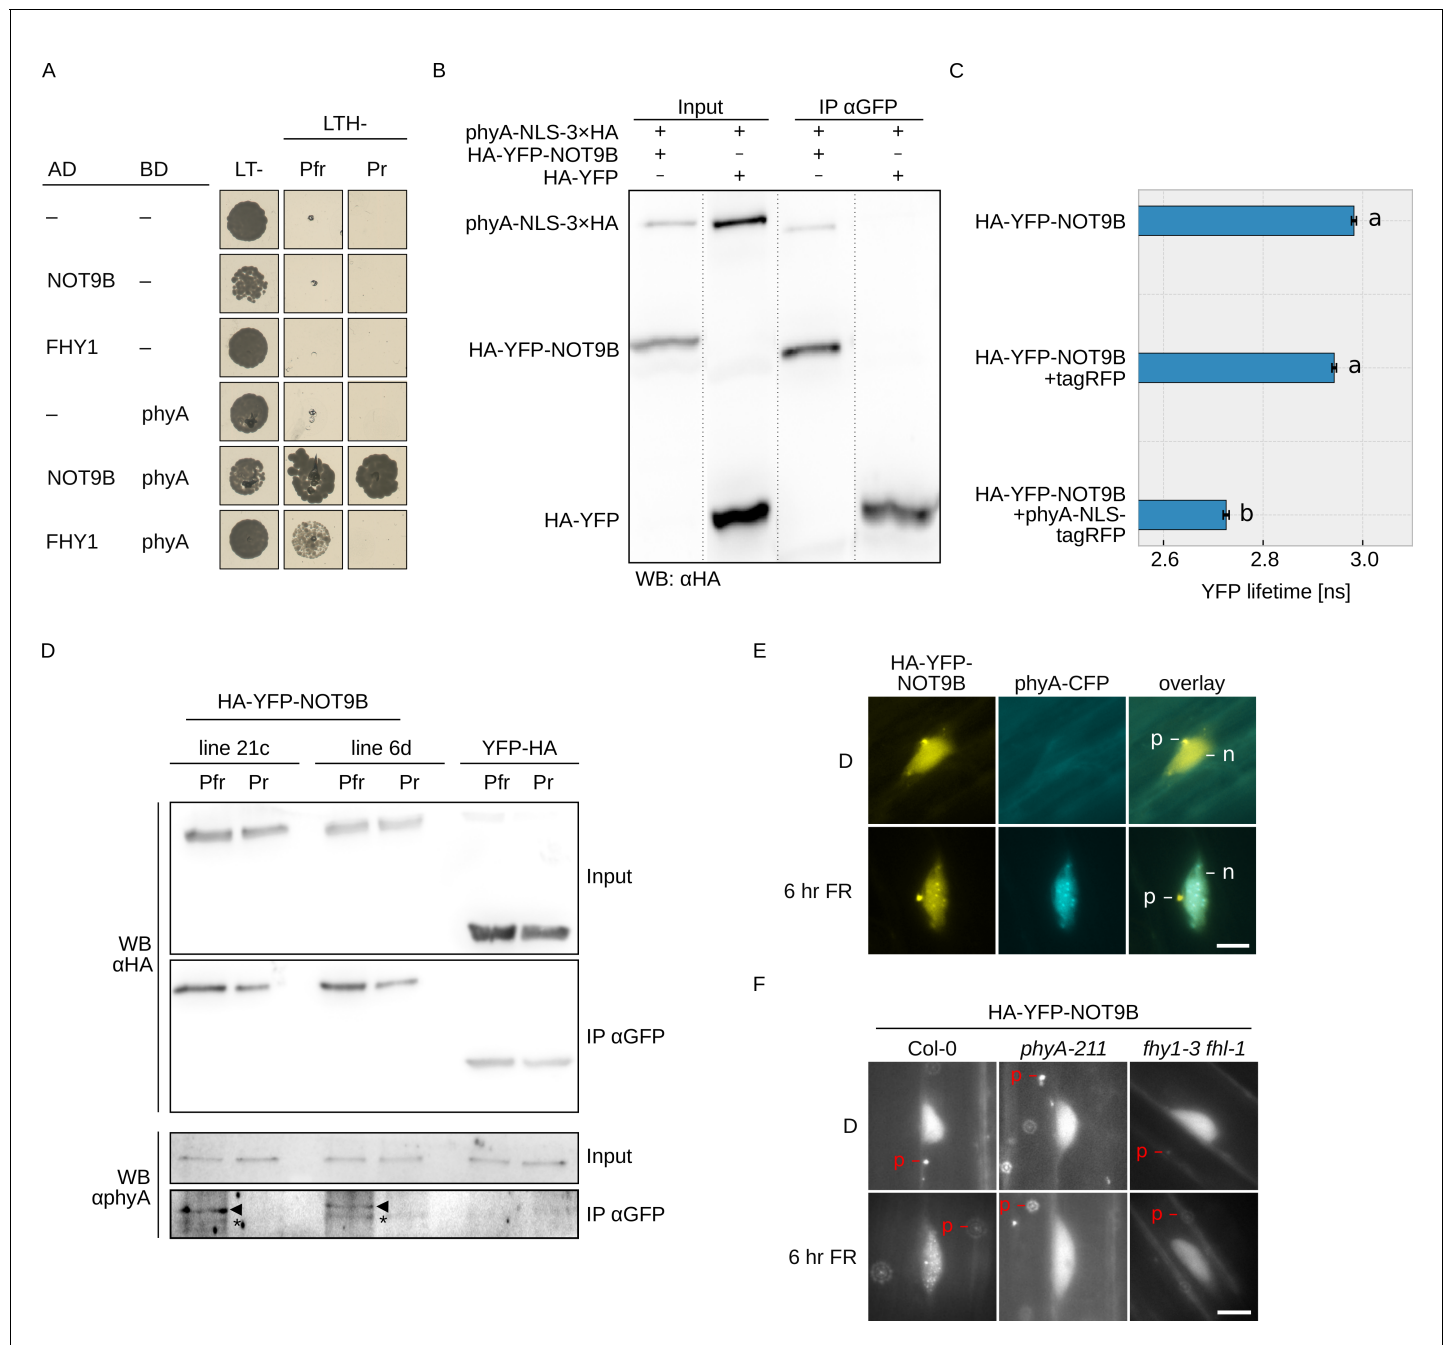 A
LTH-
AD BD LT- Pfr Pr
– –
NOT9B –
FHY1 –
– phyA
NOT9B phyA
FHY1 phyA
B
Input IP αGFP
phyA-NLS-3×HA + + + +
HA-YFP-NOT9B + – + –
HA-YFP – + – +
phyA-NLS-3×HA
HA-YFP-NOT9B
HA-YFP
WB: αHA
C
HA-YFP-NOT9B a
HA-YFP-NOT9B
+tagRFP a
HA-YFP-NOT9B
+phyA-NLS- b
tagRFP
2.6 2.8 3.0
YFP lifetime [ns]
D
HA-YFP-NOT9B
line 21c line 6d YFP-HA
Pfr Pr Pfr Pr Pfr Pr
WB
αHA
Input
IP αGFP
WB
αphyA
Input
IP αGFP
* *
E
HA-YFP-
NOT9B phyA-CFP overlay
D p n
6 hr FR p n
F
HA-YFP-NOT9B
Col-0 phyA-211 fhy1-3 fhl-1
D p p p
6 hr FR p p p